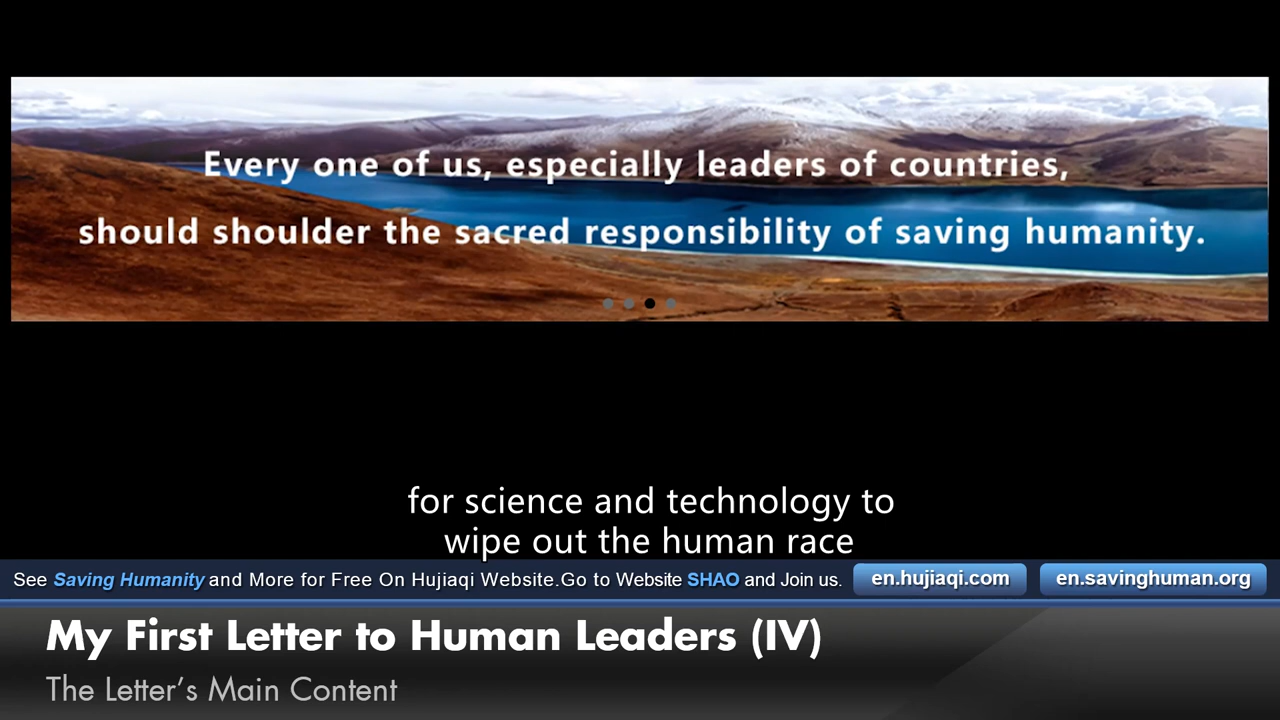 Every one of us, especially leaders of countries,
should shoulder the sacred responsibility of saving humanity.
for science and technology to
wipe out the human race
See Saving Humanity and More for Free On Hujiaqi Website.Go to Website SHAO and Join us. en.hujiaqi.com en.savinghuman.org
My First Letter to Human Leaders (IV)
The Letter's Main Content